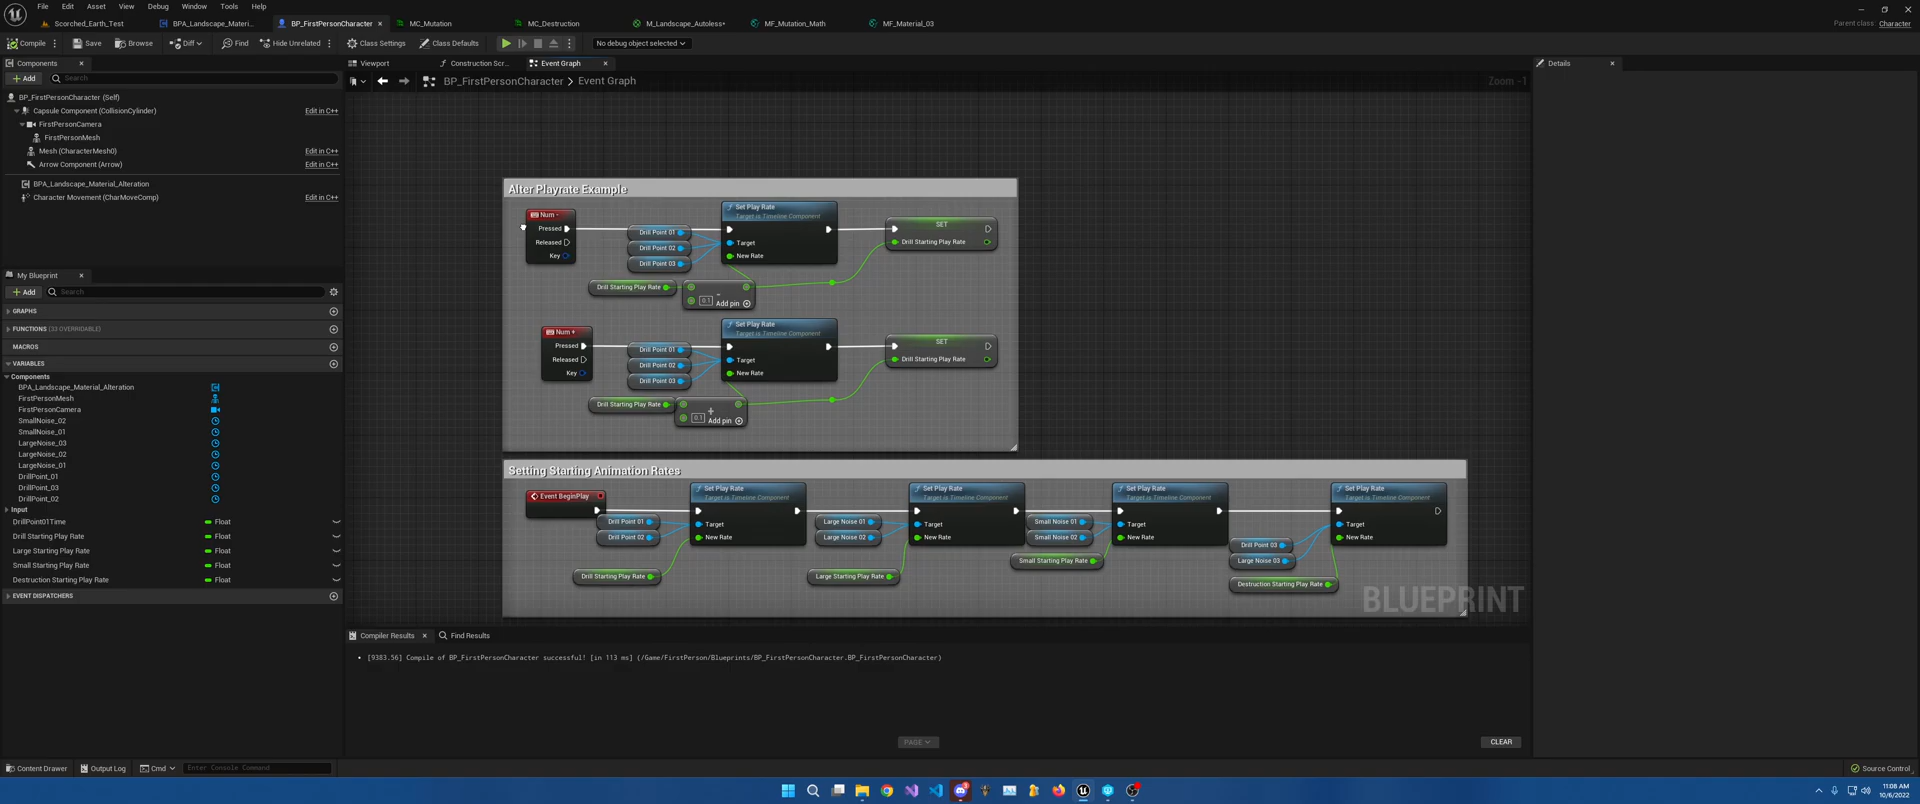 File Edit Asset View Debug Window Tools Help
Scorched_Earth_Test
BPA_Landscape_Materi...
BP_FirstPersonCharacter
MC_Mutation
MC_Destruction
M_Landscape_Autoless*
MF_Mutation_Math
MF_Material_03
Parent class: Character
Compile
Save
Browse
Diff
Find
Hide Unrelated
Class Settings
Class Defaults
No debug object selected
Components
Add
Search
BP_FirstPersonCharacter (Self)
Capsule Component (CollisionCylinder) Edit in C++
FirstPersonCamera
FirstPersonMesh
Mesh (CharacterMesh0) Edit in C++
Arrow Component (Arrow) Edit in C++
BPA_Landscape_Material_Alteration
Character Movement (CharMoveComp) Edit in C++
My Blueprint
Add
Search
GRAPHS
FUNCTIONS (33 OVERRIDABLE)
MACROS
VARIABLES
Components
BPA_Landscape_Material_Alteration
FirstPersonMesh
FirstPersonCamera
SmallNoise_02
SmallNoise_01
LargeNoise_03
LargeNoise_02
LargeNoise_01
DrillPoint_01
DrillPoint_03
DrillPoint_02
Input
DrillPoint01Time Float
Drill Starting Play Rate Float
Large Starting Play Rate Float
Small Starting Play Rate Float
Destruction Starting Play Rate Float
EVENT DISPATCHERS
Viewport
Construction Scr...
Event Graph
BP_FirstPersonCharacter > Event Graph
Zoom -1
Alter Playrate Example
Num -
Pressed
Released
Key
Drill Point 01
Drill Point 02
Drill Point 03
Set Play Rate
Target is Timeline Component
Target
New Rate
SET
Drill Starting Play Rate
Drill Starting Play Rate
-
0.1
Add pin
Num +
Pressed
Released
Key
Drill Point 01
Drill Point 02
Drill Point 03
Set Play Rate
Target is Timeline Component
Target
New Rate
SET
Drill Starting Play Rate
Drill Starting Play Rate
+
0.1
Add pin
Setting Starting Animation Rates
Event BeginPlay
Drill Point 01
Drill Point 02
Drill Starting Play Rate
Set Play Rate
Target is Timeline Component
Target
New Rate
Large Noise 01
Large Noise 02
Large Starting Play Rate
Set Play Rate
Target is Timeline Component
Target
New Rate
Small Noise 01
Small Noise 02
Small Starting Play Rate
Set Play Rate
Target is Timeline Component
Target
New Rate
Drill Point 03
Large Noise 03
Destruction Starting Play Rate
Set Play Rate
Target is Timeline Component
Target
New Rate
BLUEPRINT
Details
Compiler Results
Find Results
[9383.56] Compile of BP_FirstPersonCharacter successful! [in 113 ms] (/Game/FirstPerson/Blueprints/BP_FirstPersonCharacter.BP_FirstPersonCharacter)
PAGE
CLEAR
Content Drawer
Output Log
Cmd
Enter Console Command
Source Control
11:08 AM
10/6/2022